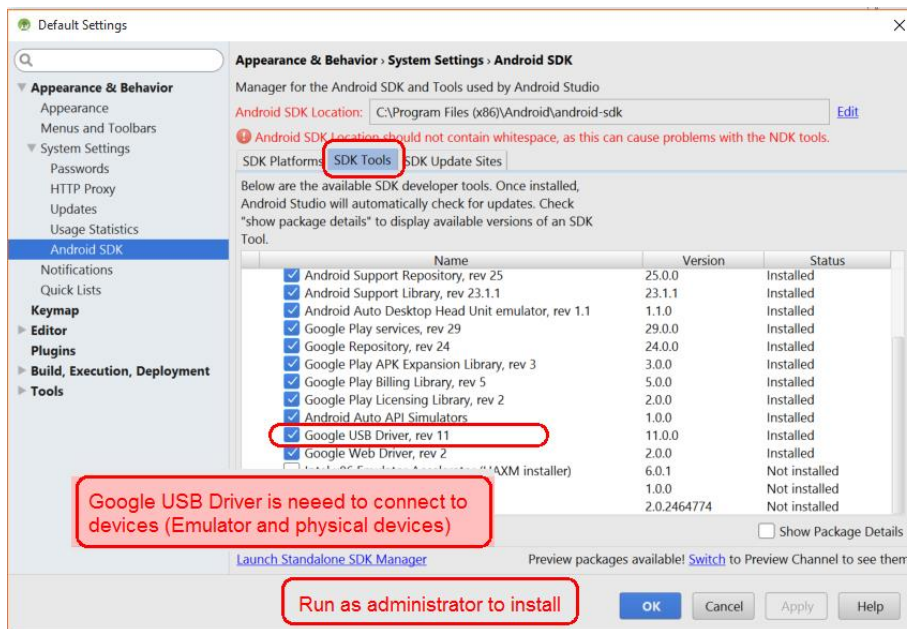 Default Settings
Appearance & Behavior › System Settings › Android SDK
Manager for the Android SDK and Tools used by Android Studio
Android SDK Location: C:\Program Files (x86)\Android\android-sdk Edit
Android SDK Location should not contain whitespace, as this can cause problems with the NDK tools.
SDK Platforms SDK Tools SDK Update Sites
Below are the available SDK developer tools. Once installed,
Android Studio will automatically check for updates. Check
"show package details" to display available versions of an SDK
Tool.
Appearance & Behavior
Appearance
Menus and Toolbars
System Settings
Passwords
HTTP Proxy
Updates
Usage Statistics
Android SDK
Notifications
Quick Lists
Keymap
Editor
Plugins
Build, Execution, Deployment
Tools
Name Version Status
Android Support Repository, rev 25 25.0.0 Installed
Android Support Library, rev 23.1.1 23.1.1 Installed
Android Auto Desktop Head Unit emulator, rev 1.1 1.1.0 Installed
Google Play services, rev 29 29.0.0 Installed
Google Repository, rev 24 24.0.0 Installed
Google Play APK Expansion Library, rev 3 3.0.0 Installed
Google Play Billing Library, rev 5 5.0.0 Installed
Google Play Licensing Library, rev 2 2.0.0 Installed
Android Auto API Simulators 1.0.0 Installed
Google USB Driver, rev 11 11.0.0 Installed
Google Web Driver, rev 2 2.0.0 Installed
installer) 6.0.1 Not installed
1.0.0 Not installed
2.0.2464774 Not installed
Google USB Driver is neeed to connect to
devices (Emulator and physical devices)
Show Package Details
Launch Standalone SDK Manager Preview packages available! Switch to Preview Channel to see them
Run as administrator to install
OK Cancel Apply Help